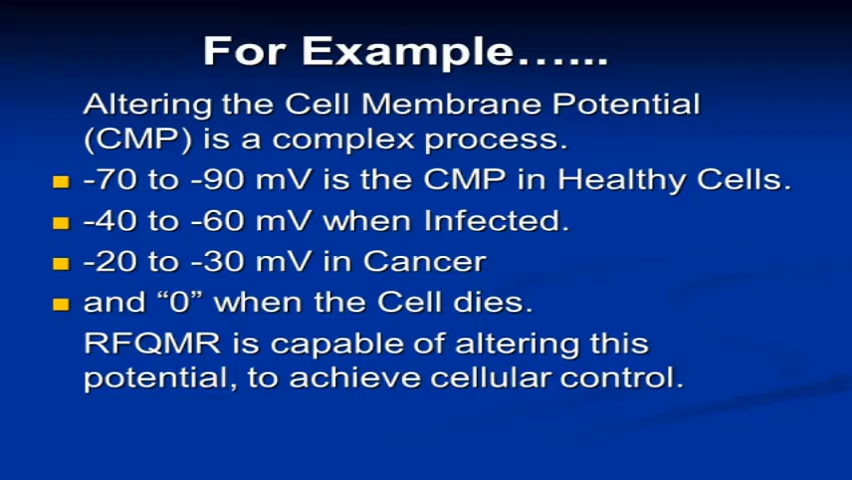 For Example…...
Altering the Cell Membrane Potential
(CMP) is a complex process.
-70 to -90 mV is the CMP in Healthy Cells.
-40 to -60 mV when Infected.
-20 to -30 mV in Cancer
and “0” when the Cell dies.
RFQMR is capable of altering this
potential, to achieve cellular control.